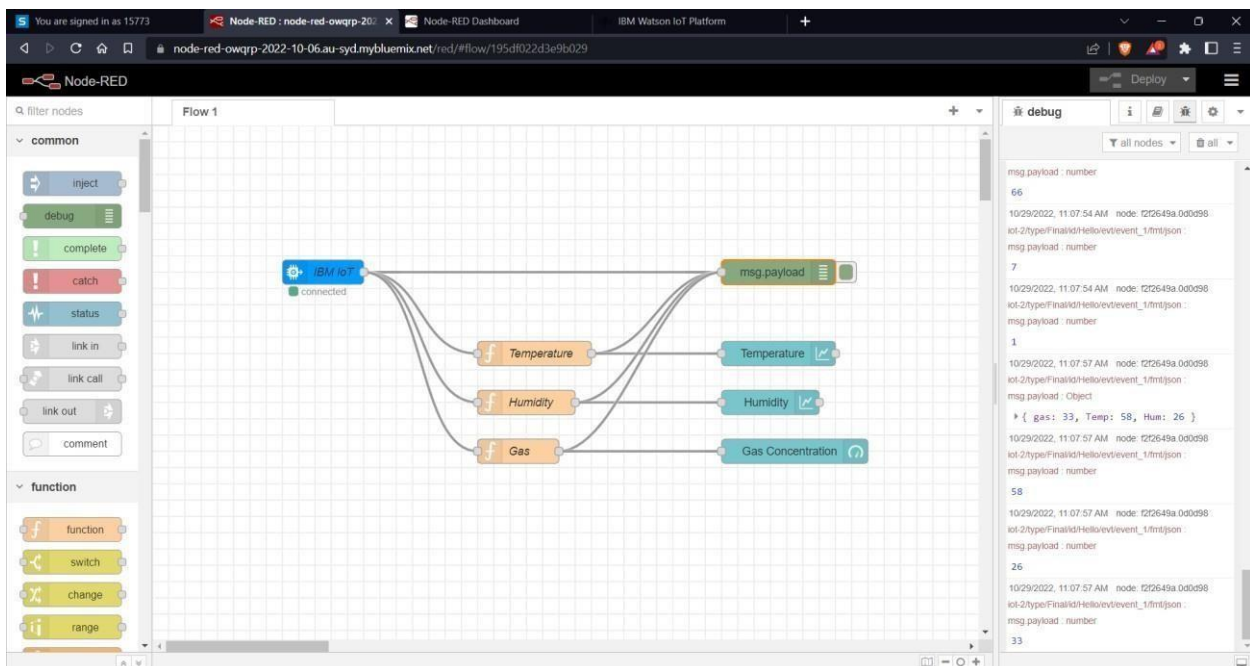 You are signed in as 15773
Node-RED : node-red-owqrp-202
Node-RED Dashboard
IBM Watson IoT Platform
node-red-owqrp-2022-10-06.au-syd.mybluemix.net/red/#flow/195df022d3e9b029
Node-RED
Deploy
filter nodes
Flow 1
debug
i
all nodes
all
common
inject
debug
complete
catch
status
link in
link call
link out
comment
function
function
switch
change
range
IBM IoT
connected
msg.payload
Temperature
Temperature
Humidity
Humidity
Gas
Gas Concentration
msg.payload : number
66
10/29/2022, 11:07:54 AM node: f2f2649a.0d0d98
iot-2/type/Final/id/Hello/evt/event_1/fmt/json :
msg.payload : number
7
10/29/2022, 11:07:54 AM node: f2f2649a.0d0d98
iot-2/type/Final/id/Hello/evt/event_1/fmt/json :
msg.payload : number
1
10/29/2022, 11:07:57 AM node: f2f2649a.0d0d98
iot-2/type/Final/id/Hello/evt/event_1/fmt/json :
msg.payload : Object
{ gas: 33, Temp: 58, Hum: 26 }
10/29/2022, 11:07:57 AM node: f2f2649a.0d0d98
iot-2/type/Final/id/Hello/evt/event_1/fmt/json :
msg.payload : number
58
10/29/2022, 11:07:57 AM node: f2f2649a.0d0d98
iot-2/type/Final/id/Hello/evt/event_1/fmt/json :
msg.payload : number
26
10/29/2022, 11:07:57 AM node: f2f2649a.0d0d98
iot-2/type/Final/id/Hello/evt/event_1/fmt/json :
msg.payload : number
33